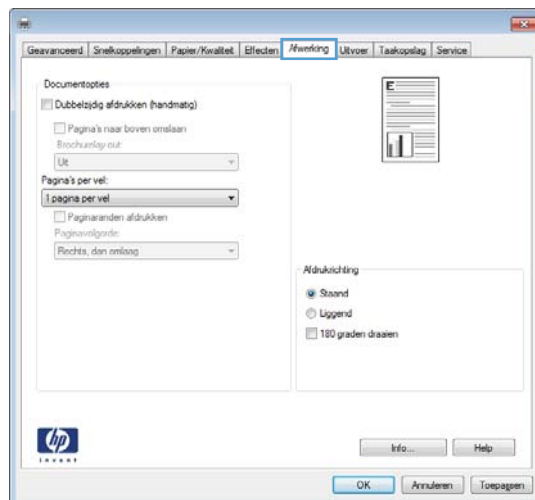 Geavanceerd Snelkoppelingen Papier/Kwaliteit Effecten Afwerking Uitvoer Taakopslag Service
Documentopties
Dubbelzijdig afdrukken (handmatig)
Pagina's naar boven omslaan
Brochurelay-out:
Uit
Pagina's per vel:
1 pagina per vel
Paginaranden afdrukken
Paginavolgorde:
Rechts, dan omlaag
E
Afdrukrichting
Staand
Liggend
180 graden draaien
hp
invent
Info... Help
OK Annuleren Toepassen